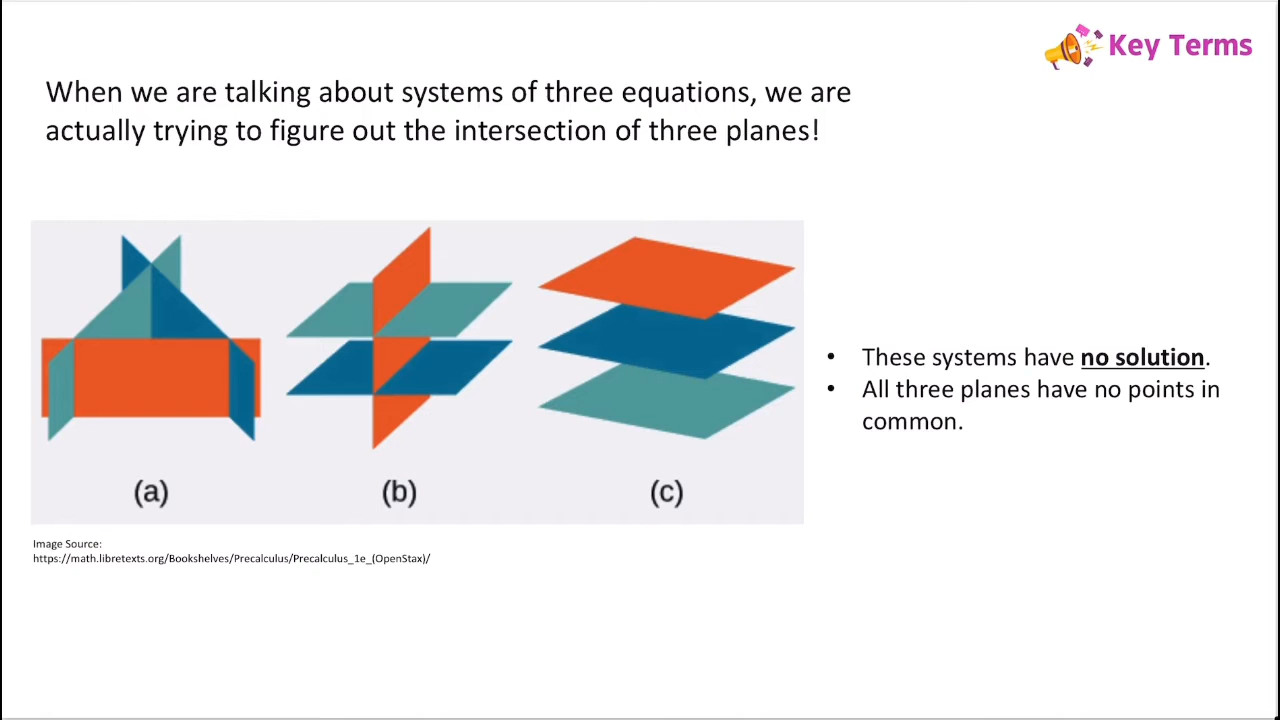 Key Terms
When we are talking about systems of three equations, we are
actually trying to figure out the intersection of three planes!
• These systems have no solution.
• All three planes have no points in
common.
(a) (b) (c)
Image Source:
https://math.libretexts.org/Bookshelves/Precalculus/Precalculus_1e_(OpenStax)/